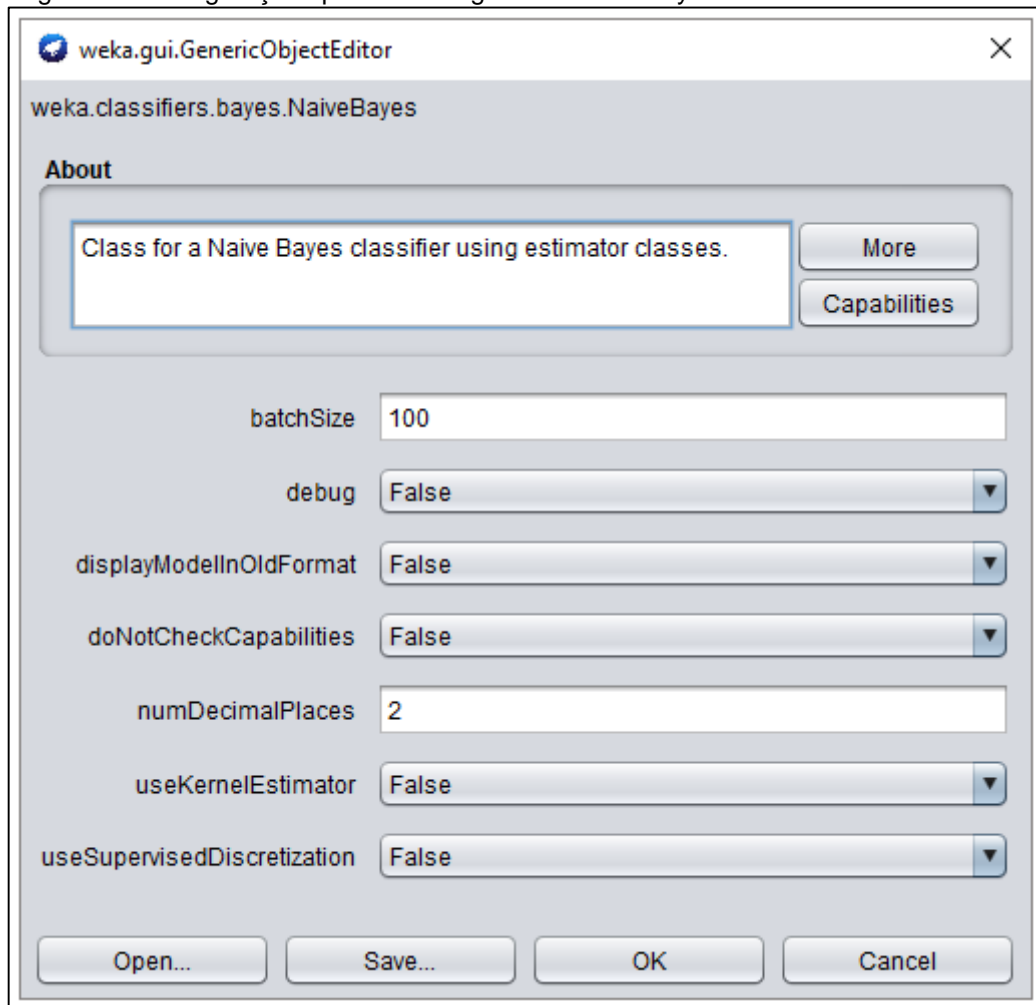 weka.gui.GenericObjectEditor
weka.classifiers.bayes.NaiveBayes
About
Class for a Naive Bayes classifier using estimator classes.
More
Capabilities
batchSize 100
debug False
displayModelInOldFormat False
doNotCheckCapabilities False
numDecimalPlaces 2
useKernelEstimator False
useSupervisedDiscretization False
Open... Save... OK Cancel